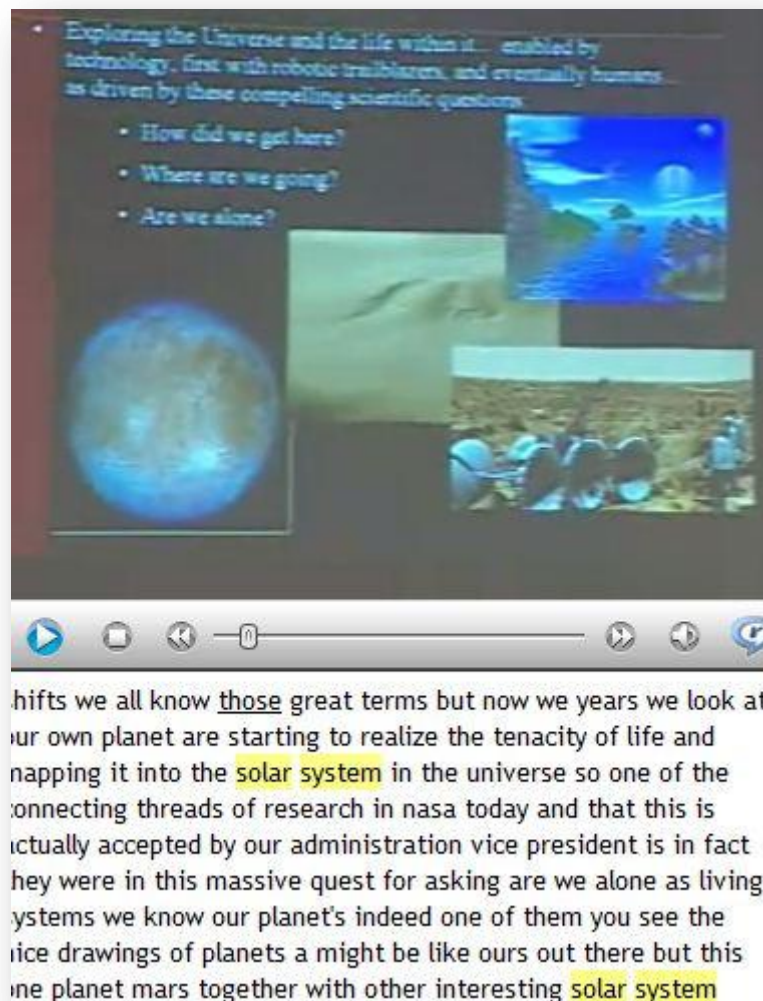 • Exploring the Universe and the life within it... enabled by
technology, first with robotic trailblazers, and eventually humans...
as driven by these compelling scientific questions
• How did we get here?
• Where are we going?
• Are we alone?
hifts we all know those great terms but now we years we look at
ur own planet are starting to realize the tenacity of life and
mapping it into the solar system in the universe so one of the
connecting threads of research in nasa today and that this is
actually accepted by our administration vice president is in fact
they were in this massive quest for asking are we alone as living
systems we know our planet's indeed one of them you see the
nice drawings of planets a might be like ours out there but this
one planet mars together with other interesting solar system